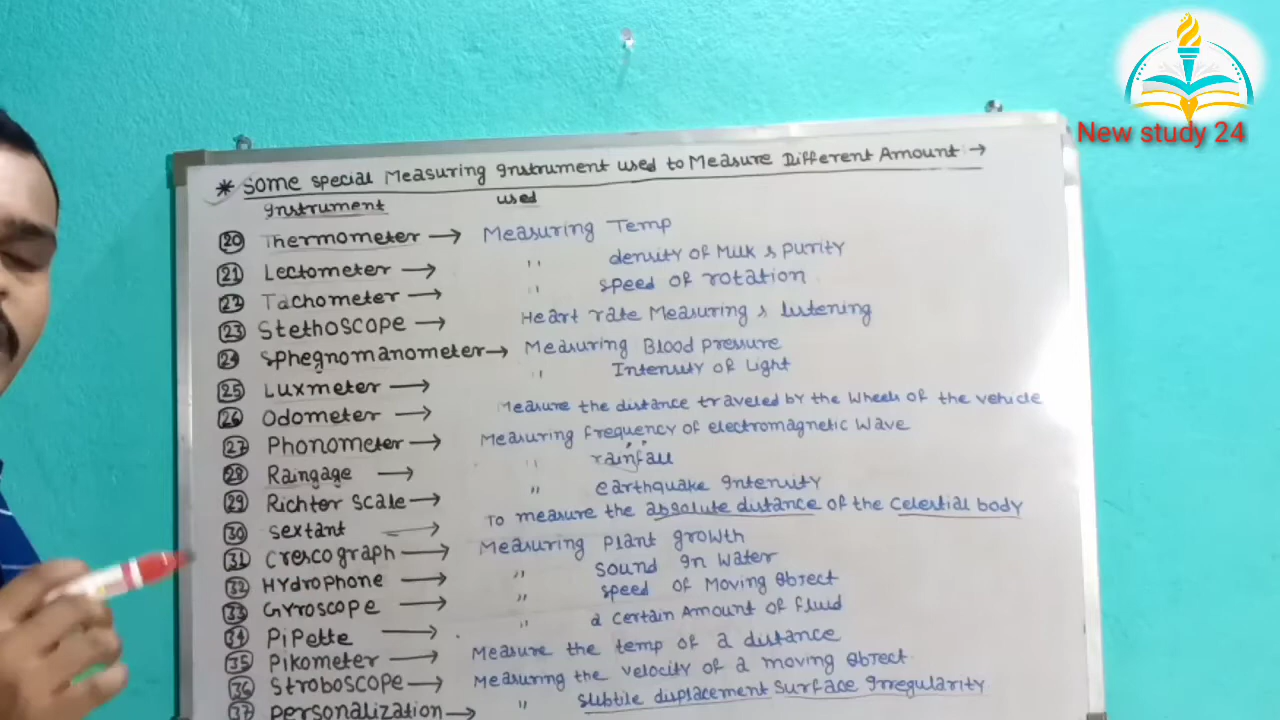 New study 24
* Some special Measuring Instrument used to Measure Different Amount →
Instrument used
20 Thermometer → Measuring Temp
21 Lectometer → " density of Milk & purity
22 Tachometer → " speed of rotation
23 Stethoscope → Heart rate Measuring & listening
24 Sphegnomanometer → Measuring Blood pressure
25 Luxmeter → " Intensity of Light
26 Odometer → Measure the distance traveled by the wheels of the vehicle
27 Phonometer → Measuring frequency of electromagnetic wave
28 Raingage → " rainfall
29 Richter Scale → " earthquake Intensity
30 sextant → To measure the absolute distance of the celestial body
31 Crescograph → Measuring plant growth
32 Hydrophone → " sound In water
33 Gyroscope → " speed of Moving Object
34 Pipette → " a certain Amount of fluid
35 Pikometer → Measure the temp of a distance
36 Stroboscope → Measuring the velocity of a moving object
37 personalization → " slibtile displacement surface Irregularity